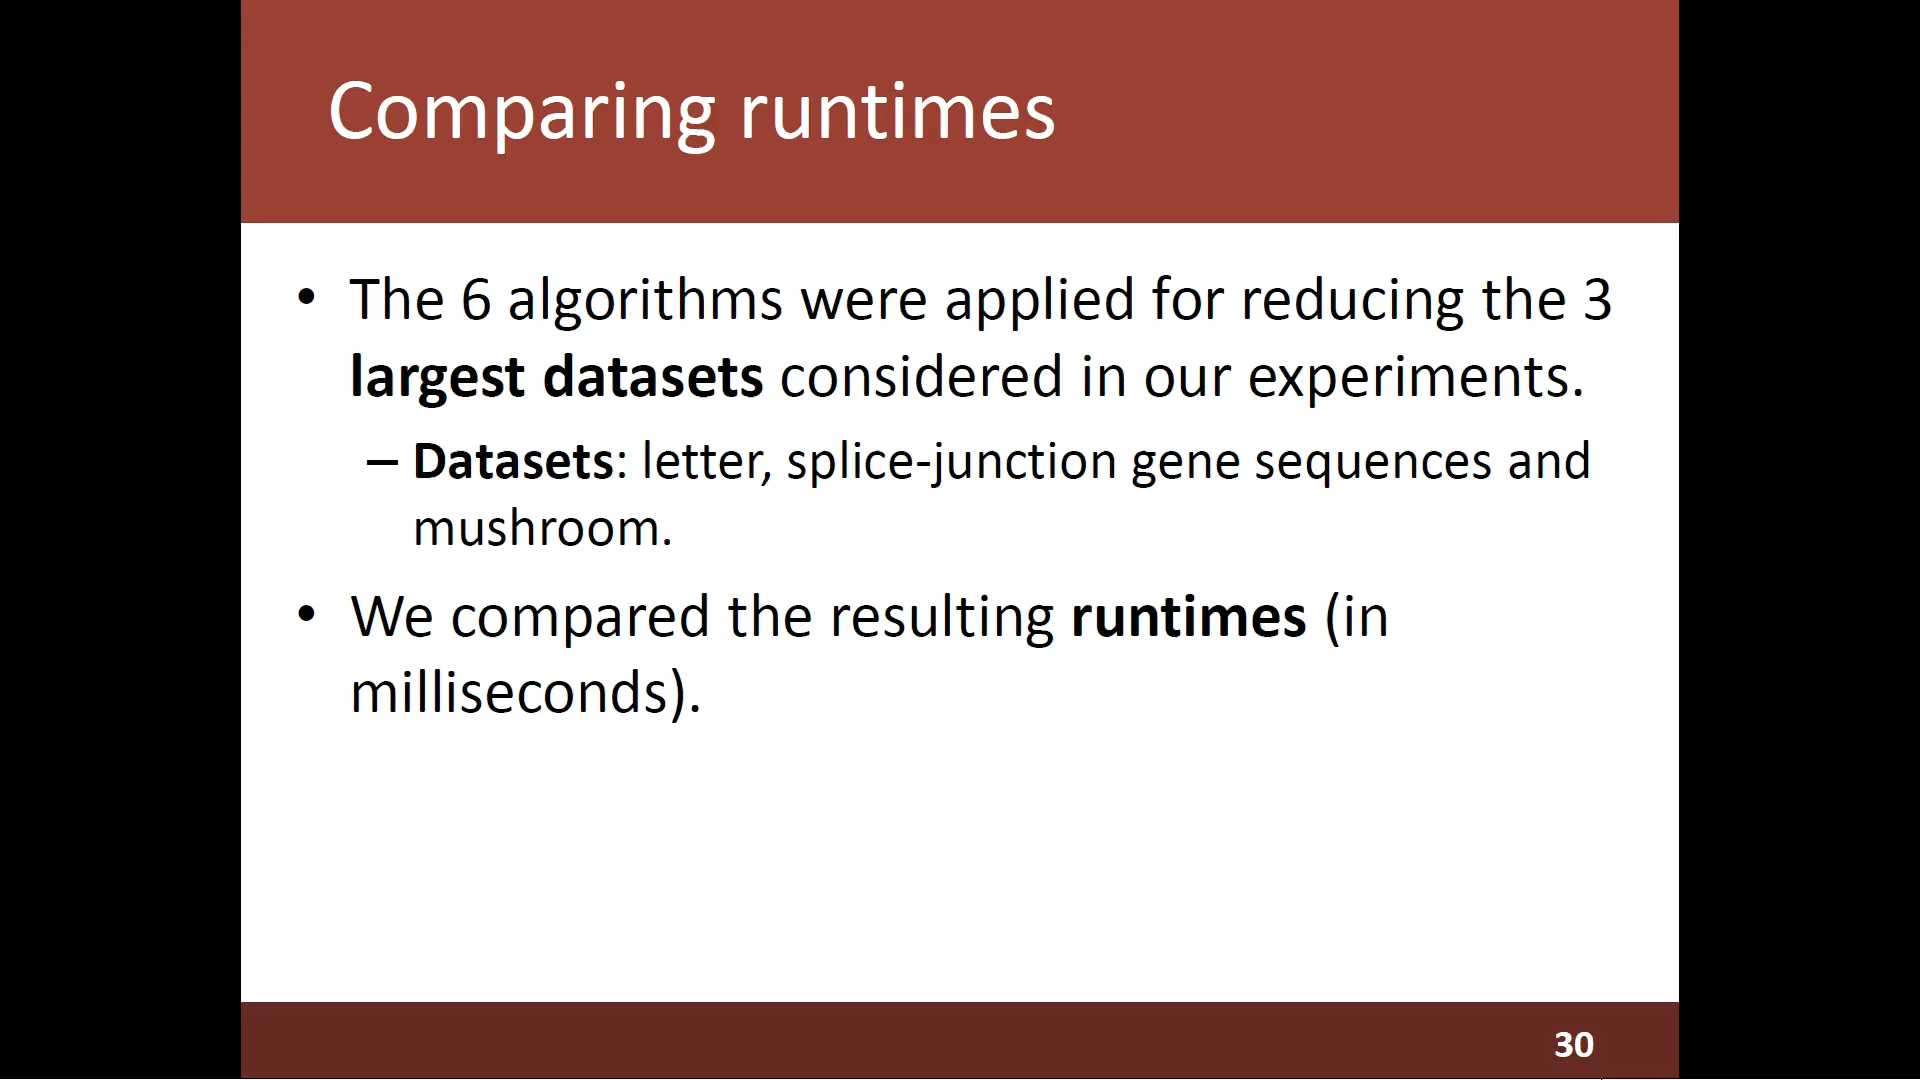 Comparing runtimes
• The 6 algorithms were applied for reducing the 3
largest datasets considered in our experiments.
– Datasets: letter, splice-junction gene sequences and
mushroom.
• We compared the resulting runtimes (in
milliseconds).
30